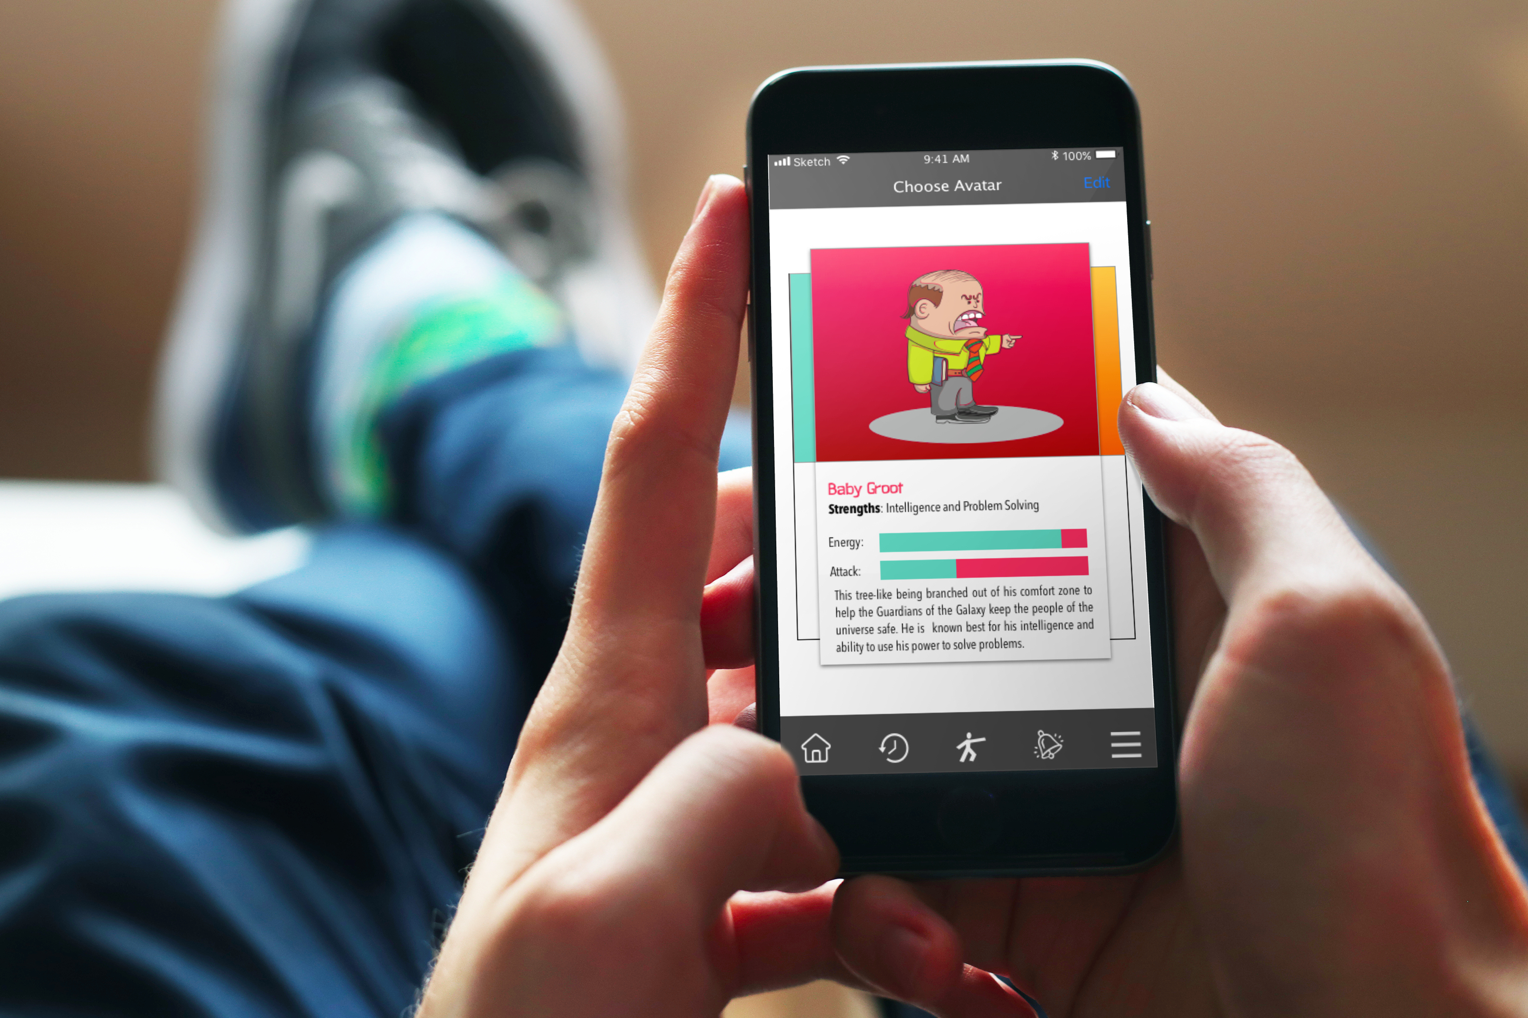 Sketch 9:41 AM 100%
Choose Avatar Edit
Baby Groot
Strengths: Intelligence and Problem Solving
Energy:
Attack:
This tree-like being branched out of his comfort zone to
help the Guardians of the Galaxy keep the people of the
universe safe. He is known best for his intelligence and
ability to use his power to solve problems.